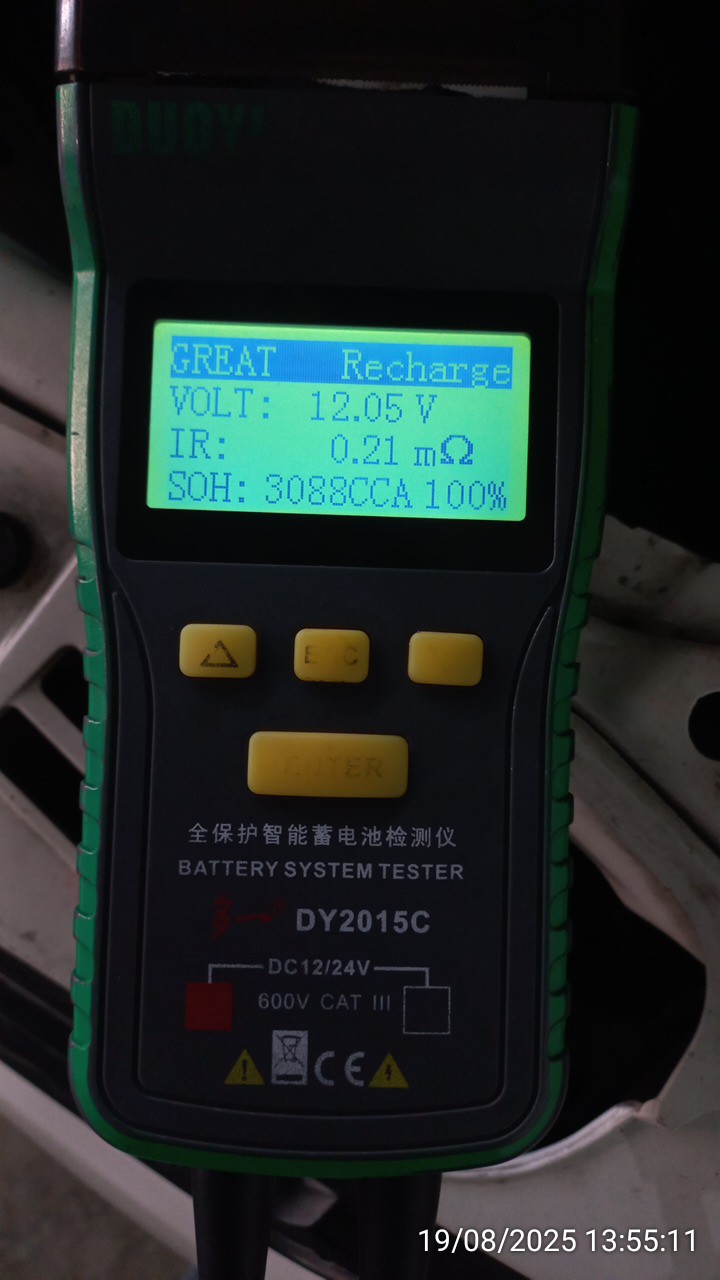 DUOYI
GREAT Recharge
VOLT: 12.05 V
IR: 0.21 mΩ
SOH: 3088CCA 100%
ENTER
全保护智能蓄电池检测仪
BATTERY SYSTEM TESTER
DY2015C
DC12/24V
600V CAT III
CE
19/08/2025 13:55:11